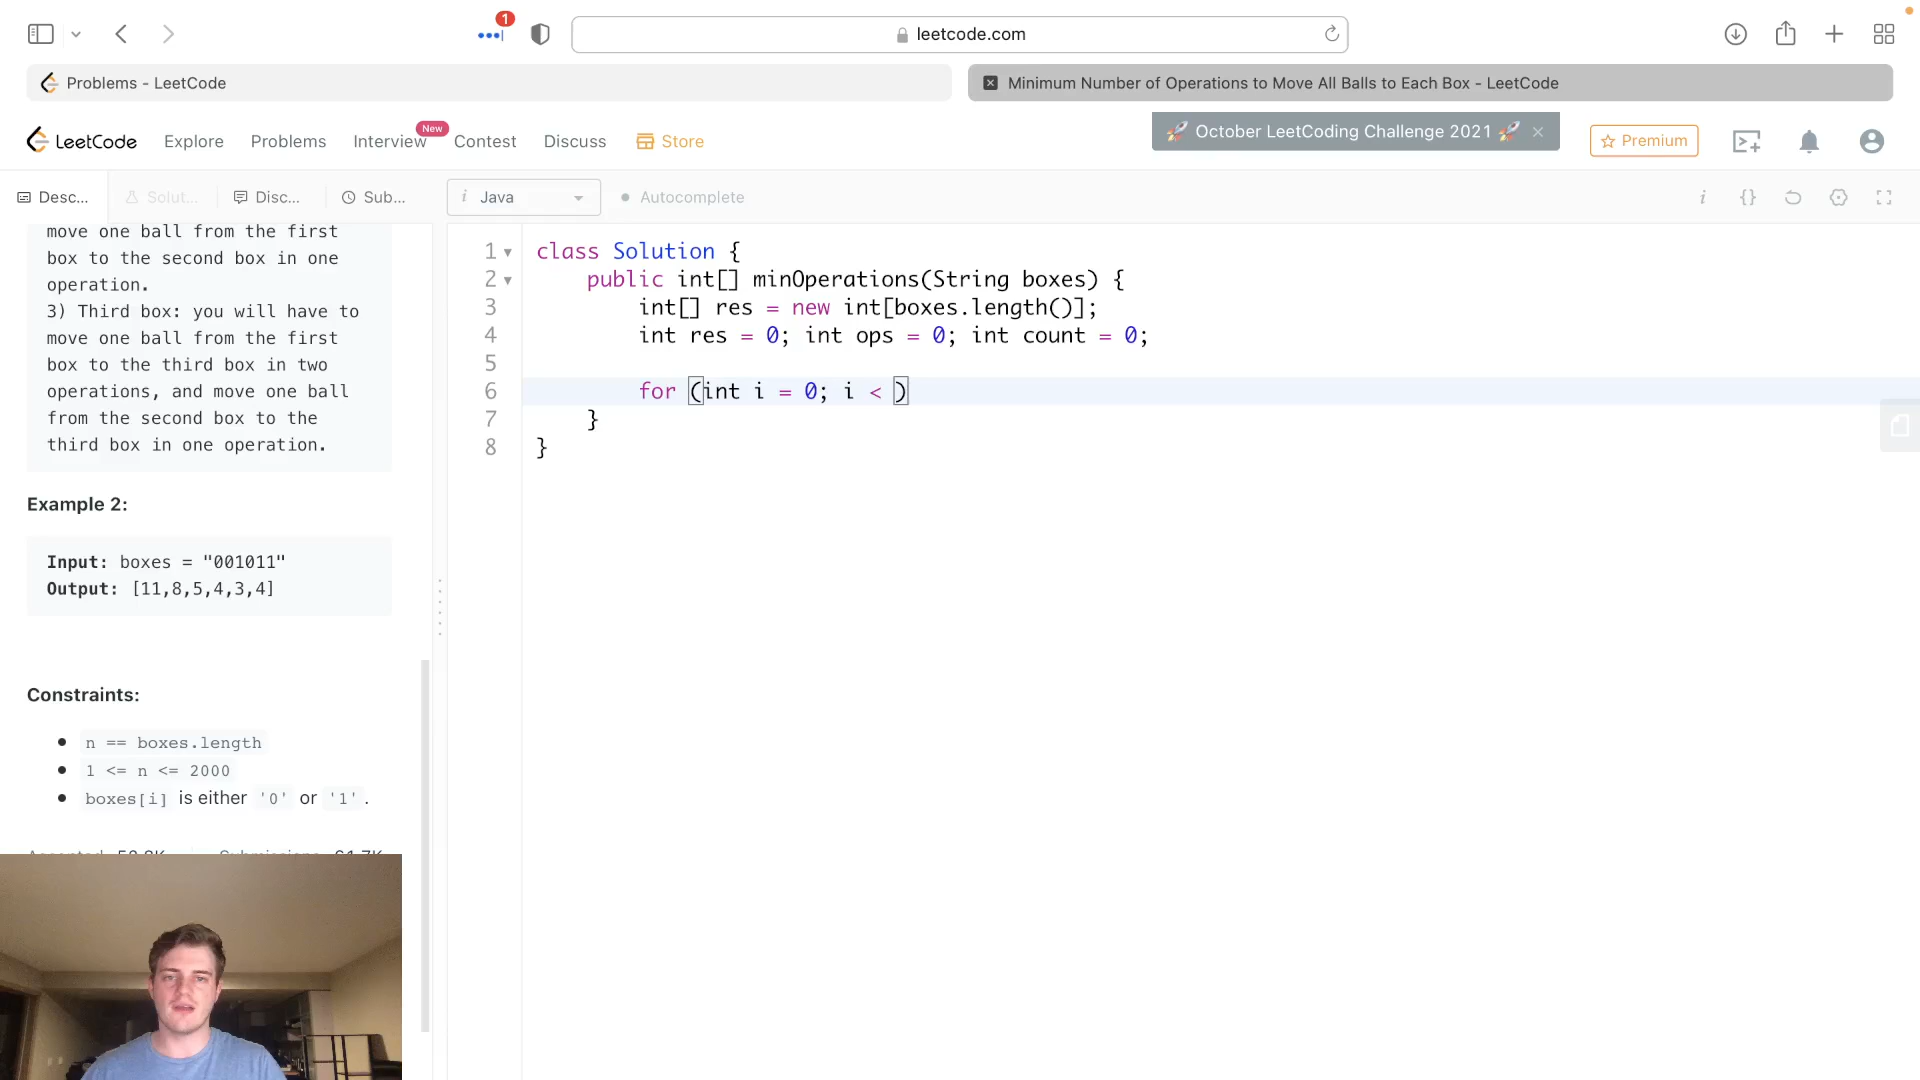 1
leetcode.com
Problems - LeetCode
Minimum Number of Operations to Move All Balls to Each Box - LeetCode
LeetCode
Explore
Problems
Interview
New
Contest
Discuss
Store
🚀 October LeetCoding Challenge 2021 🚀 ×
Premium
Desc...
Solut...
Disc...
Sub...
i Java
Autocomplete
i {}
move one ball from the first
box to the second box in one
operation.
3) Third box: you will have to
move one ball from the first
box to the third box in two
operations, and move one ball
from the second box to the
third box in one operation.
Example 2:
Input: boxes = "001011"
Output: [11,8,5,4,3,4]
Constraints:
n == boxes.length
1 <= n <= 2000
boxes[i] is either '0' or '1'.
1 class Solution {
2 public int[] minOperations(String boxes) {
3 int[] res = new int[boxes.length()];
4 int res = 0; int ops = 0; int count = 0;
5
6 for (int i = 0; i < )
7 }
8 }